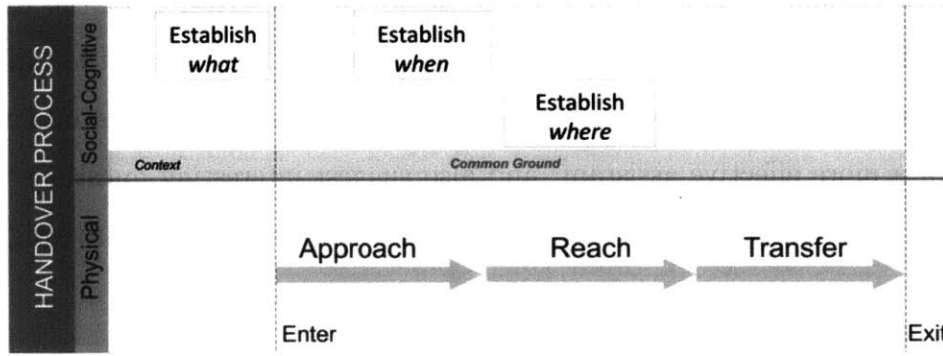 HANDOVER PROCESS
Social-Cognitive
Establish
what
Establish
when
Establish
where
Context
Common Ground
Physical
Approach
Reach
Transfer
Enter
Exit